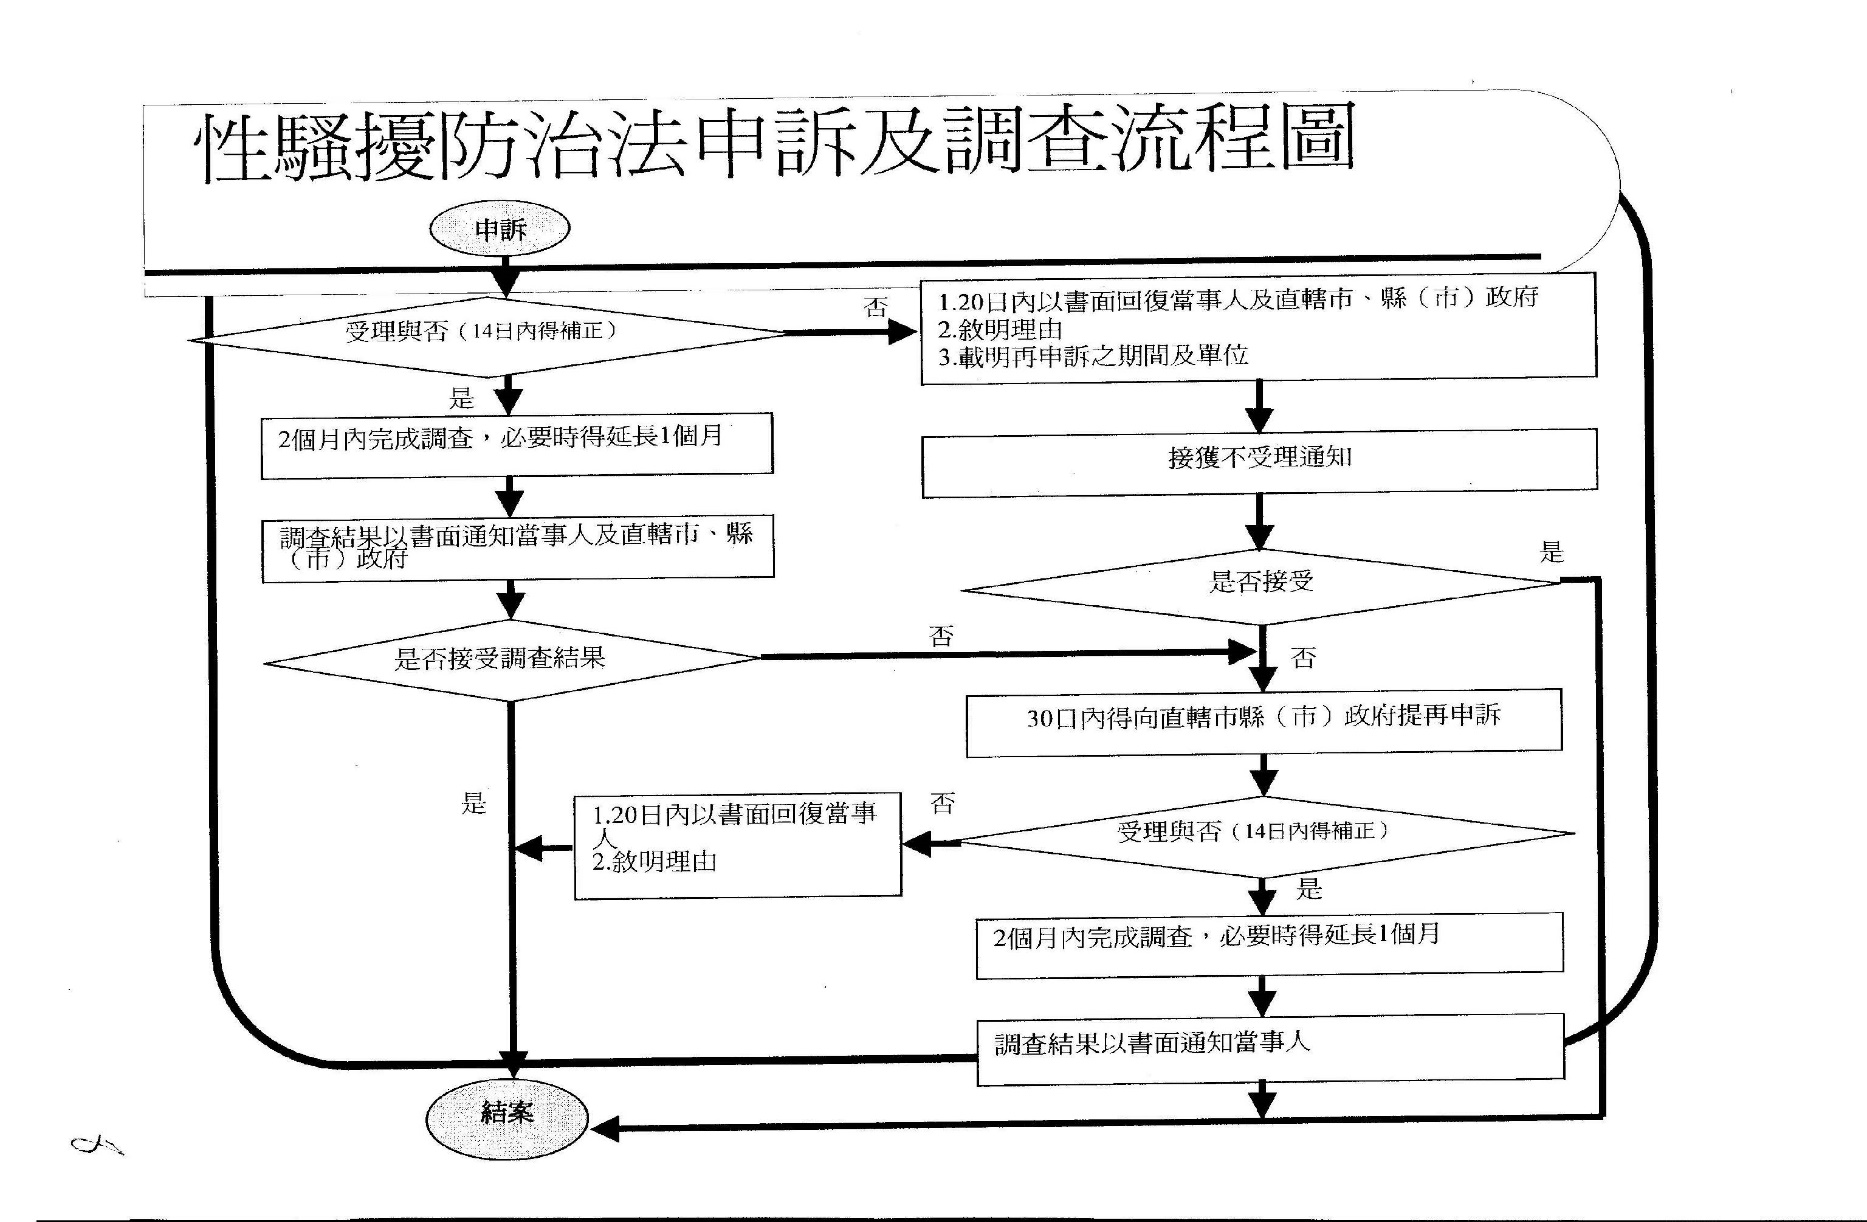 性騷擾防治法申訴及調查流程圖
申訴
受理與否（14日內得補正）
否
1.20日內以書面回復當事人及直轄市、縣（市）政府
2.敘明理由
3.載明再申訴之期間及單位
是
2個月內完成調查，必要時得延長1個月
接獲不受理通知
調查結果以書面通知當事人及直轄市、縣
（市）政府
是否接受
是
是否接受調查結果
否
否
30日內得向直轄市縣（市）政府提再申訴
是
1.20日內以書面回復當事
人
2.敘明理由
否
受理與否（14日內得補正）
是
2個月內完成調查，必要時得延長1個月
調查結果以書面通知當事人
結案